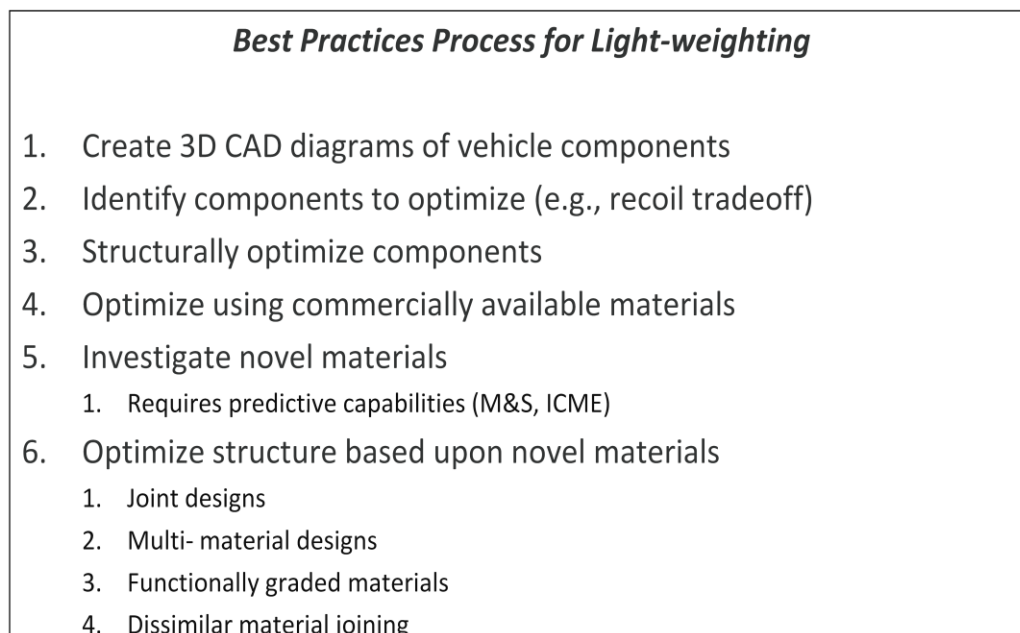 Best Practices Process for Light-weighting
1. Create 3D CAD diagrams of vehicle components
2. Identify components to optimize (e.g., recoil tradeoff)
3. Structurally optimize components
4. Optimize using commercially available materials
5. Investigate novel materials
1. Requires predictive capabilities (M&S, ICME)
6. Optimize structure based upon novel materials
1. Joint designs
2. Multi- material designs
3. Functionally graded materials
4. Dissimilar material joining